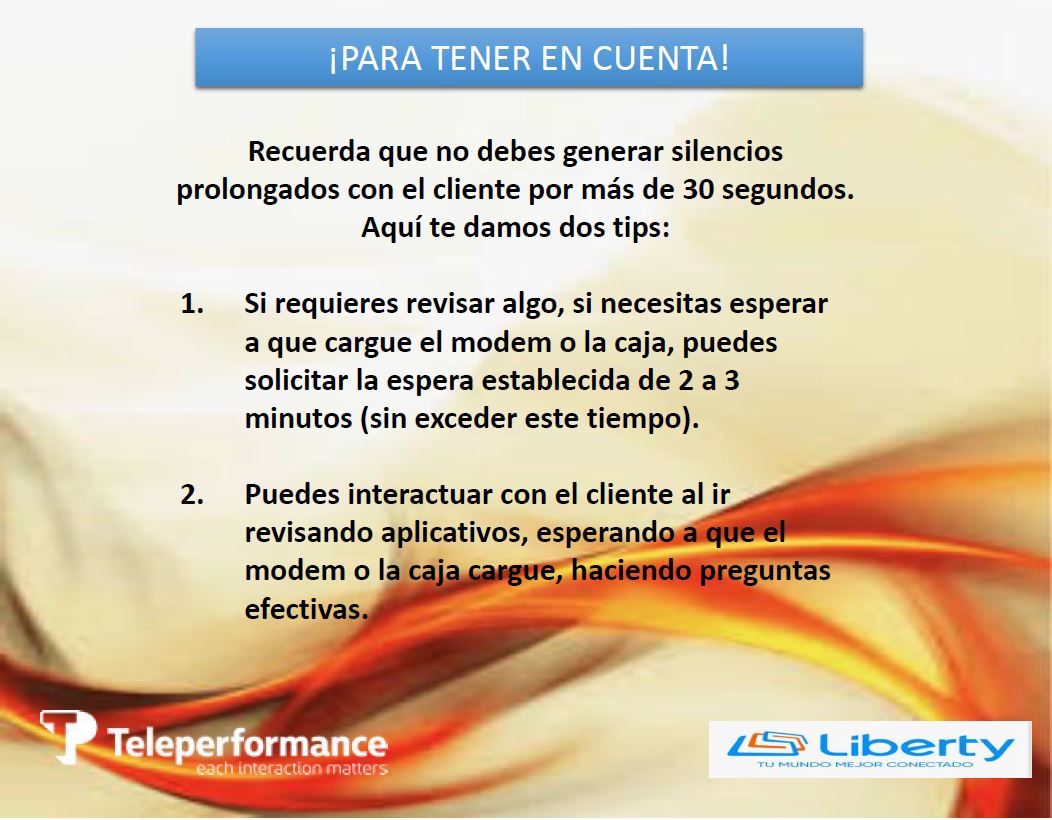 ¡PARA TENER EN CUENTA!
Recuerda que no debes generar silencios
prolongados con el cliente por más de 30 segundos.
Aquí te damos dos tips:
1. Si requieres revisar algo, si necesitas esperar
a que cargue el modem o la caja, puedes
solicitar la espera establecida de 2 a 3
minutos (sin exceder este tiempo).
2. Puedes interactuar con el cliente al ir
revisando aplicativos, esperando a que el
modem o la caja cargue, haciendo preguntas
efectivas.
Teleperformance
each interaction matters
Liberty
TU MUNDO MEJOR CONECTADO